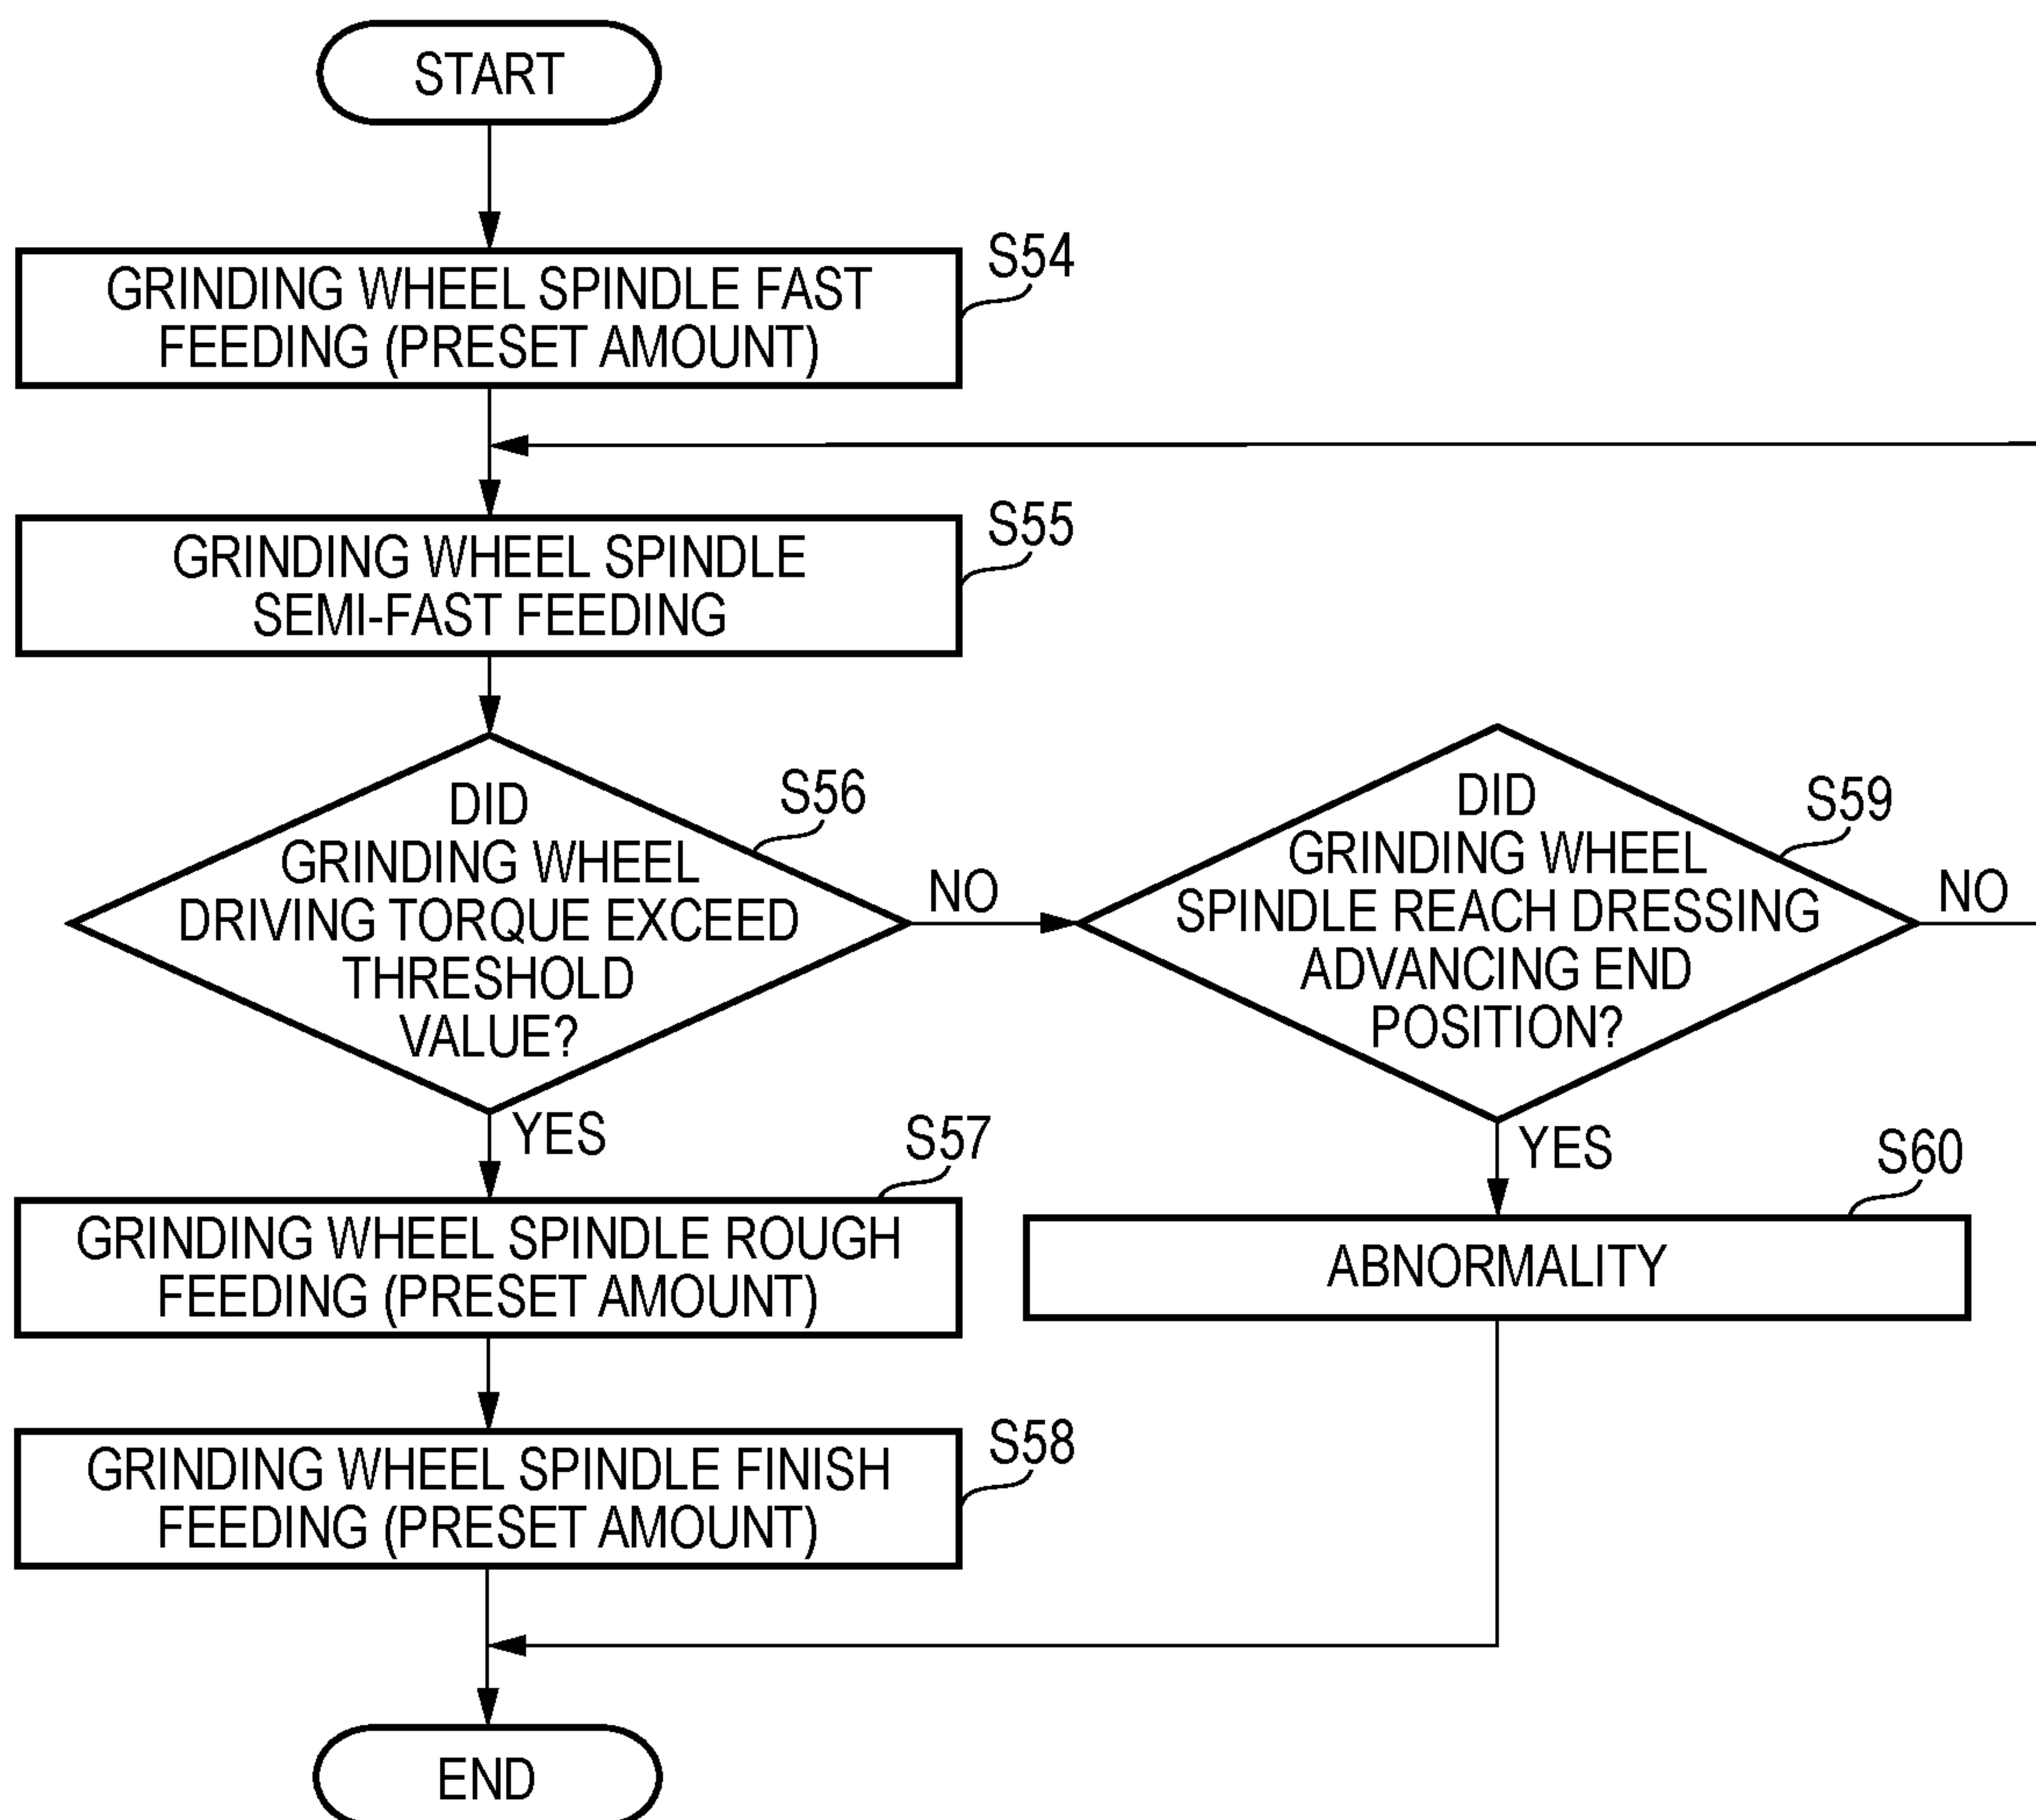 START
GRINDING WHEEL SPINDLE FAST
FEEDING (PRESET AMOUNT)
S54
GRINDING WHEEL SPINDLE
SEMI-FAST FEEDING
S55
DID
GRINDING WHEEL
DRIVING TORQUE EXCEED
THRESHOLD
VALUE?
S56
NO
YES
DID
GRINDING WHEEL
SPINDLE REACH DRESSING
ADVANCING END
POSITION?
S59
NO
YES
GRINDING WHEEL SPINDLE ROUGH
FEEDING (PRESET AMOUNT)
S57
ABNORMALITY
S60
GRINDING WHEEL SPINDLE FINISH
FEEDING (PRESET AMOUNT)
S58
END